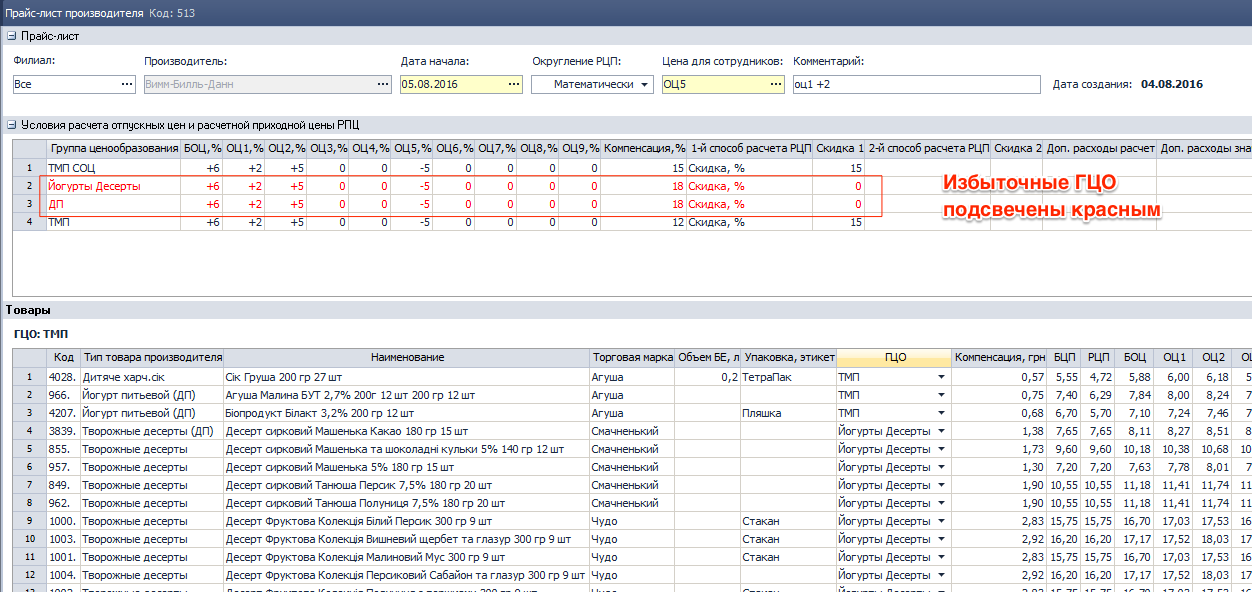 Прайс-лист производителя Код: 513
Прайс-лист
Филиал: Производитель: Дата начала: Округление РЦП: Цена для сотрудников: Комментарий:
Все ... Вимм-Билль-Данн ... 05.08.2016 ... Математически ОЦ5 ... оц1 +2 Дата создания: 04.08.2016
Условия расчета отпускных цен и расчетной приходной цены РПЦ
Группа ценообразования БОЦ,% ОЦ1,% ОЦ2,% ОЦ3,% ОЦ4,% ОЦ5,% ОЦ6,% ОЦ7,% ОЦ8,% ОЦ9,% Компенсация,% 1-й способ расчета РЦП Скидка 1 2-й способ расчета РЦП Скидка 2 Доп. расходы расчет Доп. расходы зна
1 ТМП СОЦ +6 +2 +5 0 0 -5 0 0 0 0 15 Скидка, % 15
2 Йогурты Десерты +6 +2 +5 0 0 -5 0 0 0 0 18 Скидка, % 0
3 ДП +6 +2 +5 0 0 -5 0 0 0 0 18 Скидка, % 0
4 ТМП +6 +2 +5 0 0 -5 0 0 0 0 12 Скидка, % 15
Избыточные ГЦО
подсвечены красным
Товары
ГЦО: ТМП
Код Тип товара производителя Наименование Торговая марка Объем БЕ, л Упаковка, этикет ГЦО Компенсация, грн БЦП РЦП БОЦ ОЦ1 ОЦ2 ОЦ
1 4028. Дитяче харч.сік Сік Груша 200 гр 27 шт Агуша 0,2 ТетраПак ТМП 0,57 5,55 4,72 5,88 6,00 6,18 5
2 966. Йогурт питьевой (ДП) Агуша Малина БУТ 2,7% 200г 12 шт 200 гр 12 шт Агуша ТМП 0,75 7,40 6,29 7,84 8,00 8,24 7
3 4207. Йогурт питьевой (ДП) Біопродукт Білакт 3,2% 200 гр 12 шт Агуша Пляшка ТМП 0,68 6,70 5,70 7,10 7,24 7,46 7
4 3839. Творожные десерты (ДП) Десерт сирковий Машенька Какао 180 гр 15 шт Смачненький Йогурты Десерты 1,38 7,65 7,65 8,11 8,27 8,51 8
5 855. Творожные десерты Десерт сирковий Машенька та шоколадні кульки 5% 140 гр 12 шт Смачненький Йогурты Десерты 1,73 9,60 9,60 10,18 10,38 10,68 10
6 957. Творожные десерты Десерт сирковий Машенька 5% 180 гр 15 шт Смачненький Йогурты Десерты 1,30 7,20 7,20 7,63 7,78 8,01 7
7 849. Творожные десерты Десерт сирковий Танюша Персик 7,5% 180 гр 20 шт Смачненький Йогурты Десерты 1,90 10,55 10,55 11,18 11,41 11,74 11
8 962. Творожные десерты Десерт сирковий Танюша Полуниця 7,5% 180 гр 20 шт Смачненький Йогурты Десерты 1,90 10,55 10,55 11,18 11,41 11,74 11
9 1000. Творожные десерты Десерт Фруктова Колекція Білий Персик 300 гр 9 шт Чудо Стакан Йогурты Десерты 2,83 15,75 15,75 16,70 17,03 17,53 16
10 1003. Творожные десерты Десерт Фруктова Колекція Вишневий щербет та глазур 300 гр 9 шт Чудо Стакан Йогурты Десерты 2,92 16,20 16,20 17,17 17,52 18,03 17
11 1001. Творожные десерты Десерт Фруктова Колекція Малиновий Мус 300 гр 9 шт Чудо Стакан Йогурты Десерты 2,83 15,75 15,75 16,70 17,03 17,53 16
12 1004. Творожные десерты Десерт Фруктова Колекція Персиковий Сабайон та глазур 300 гр 9 шт Чудо Йогурты Десерты 2,92 16,20 16,20 17,17 17,52 18,03 17